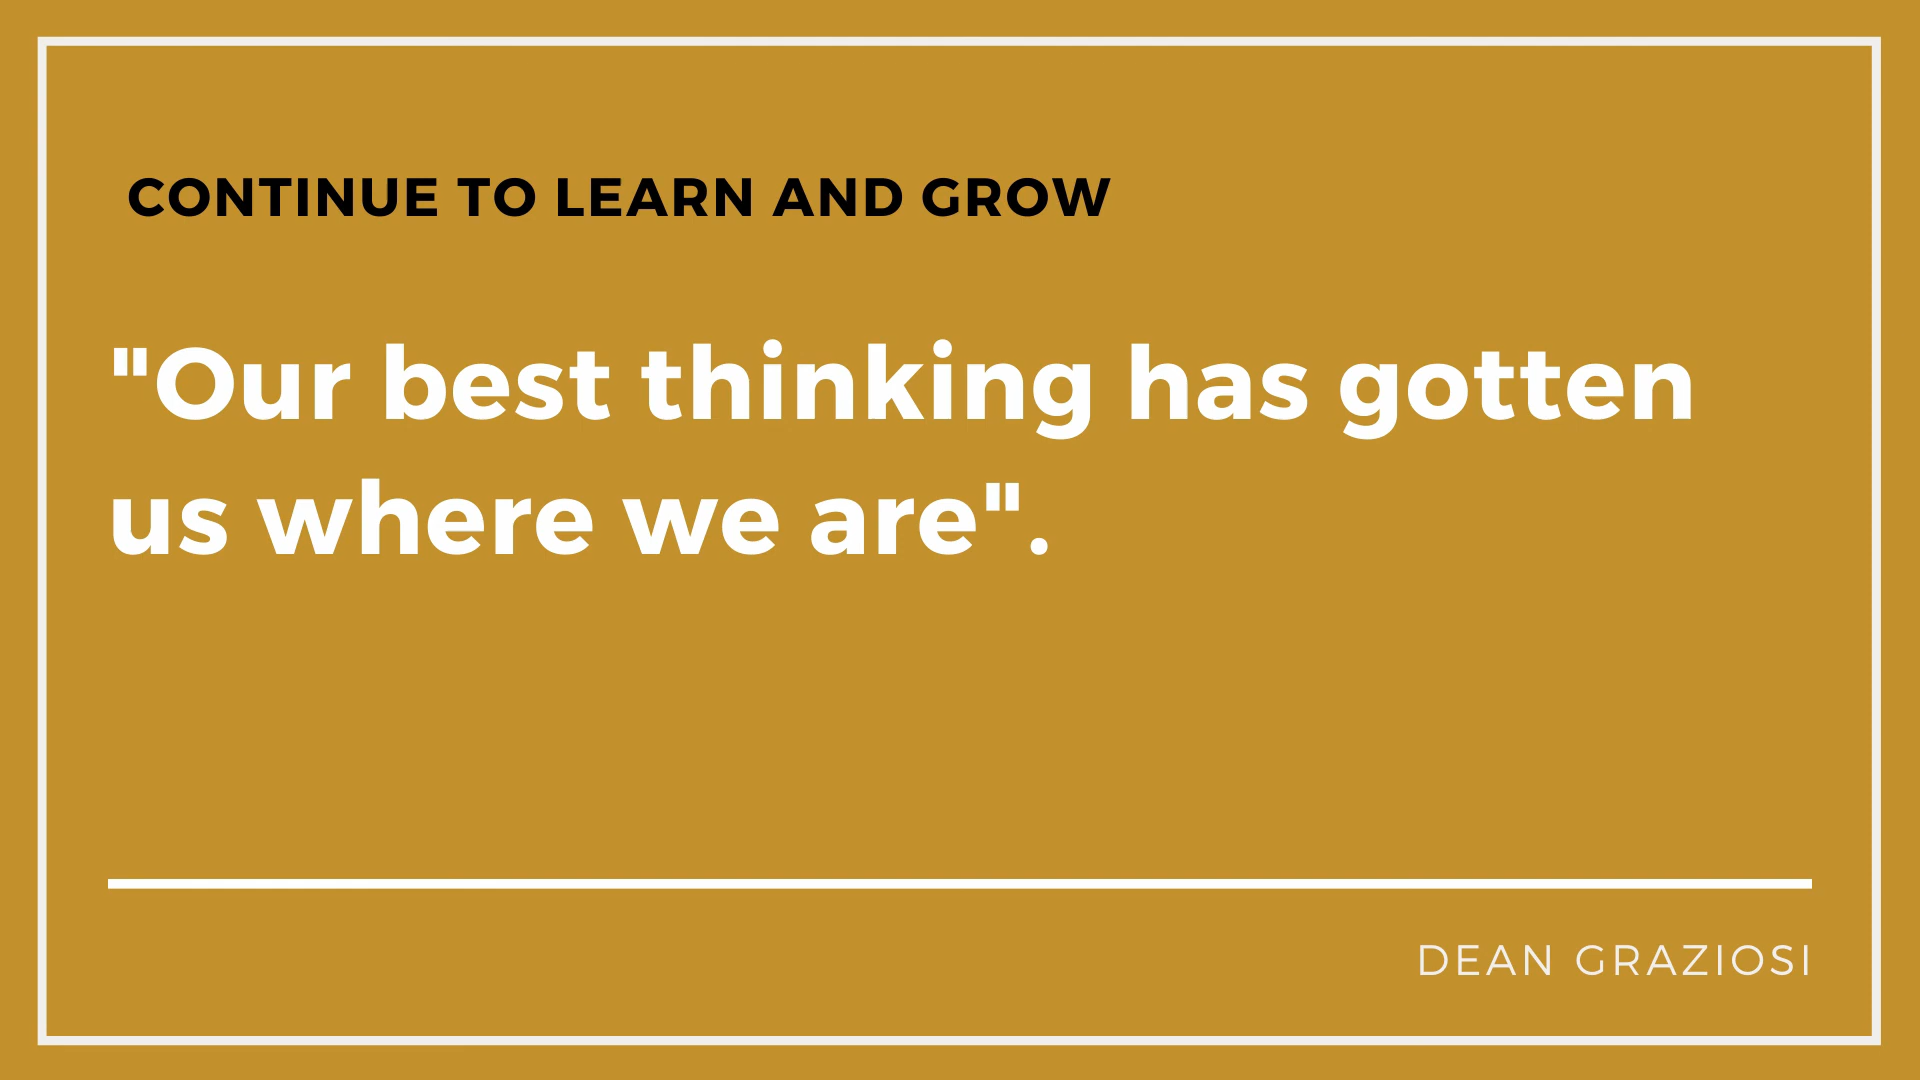 CONTINUE TO LEARN AND GROW
"Our best thinking has gotten
us where we are".
DEAN GRAZIOSI